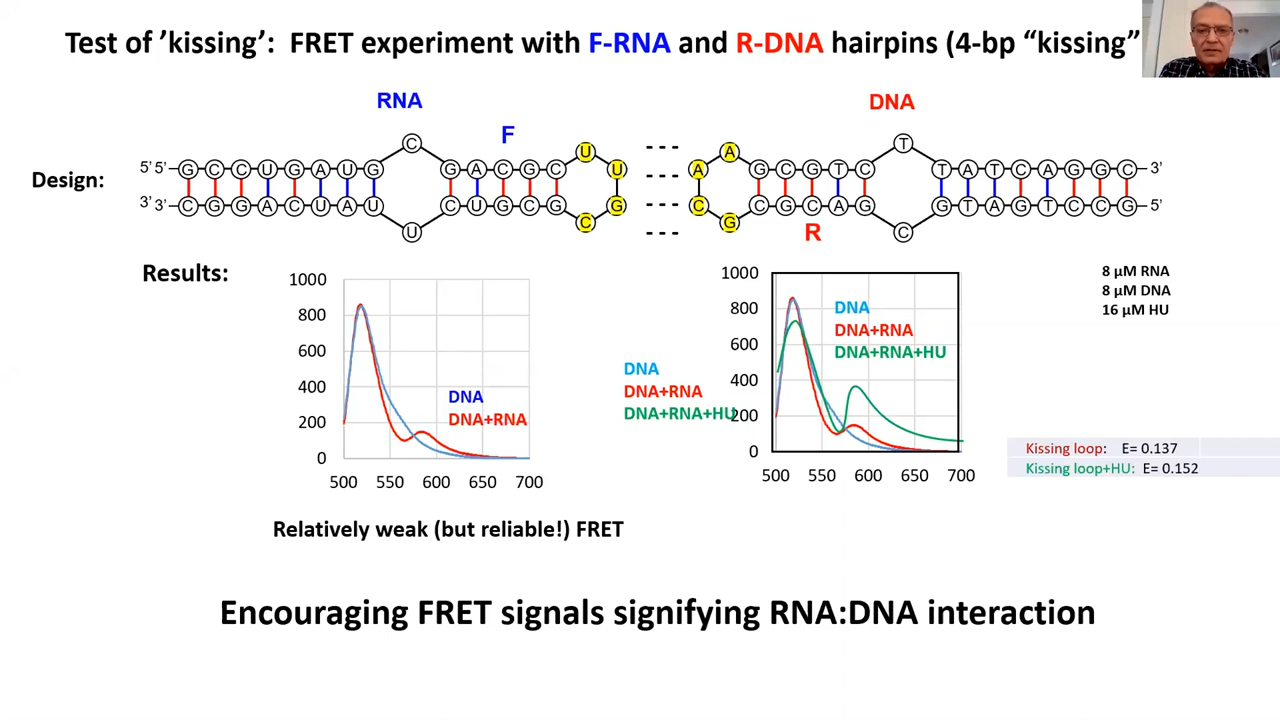 Test of ’kissing’: FRET experiment with F-RNA and R-DNA hairpins (4-bp “kissing”
RNA
DNA
F
Design:
5’ 5’ G C C U G A U G C G A C G C U U
A A G C G T C T T A T C A G G C 3’
3’ 3’ C G G A C U A U U C U G C G C G
C G C G C A G C G T A G T C C G 5’
R
Results:
8 µM RNA
8 µM DNA
16 µM HU
1000
800
600
400
200
0
500 550 600 650 700
DNA
DNA+RNA
DNA
DNA+RNA
DNA+RNA+HU
1000
800
600
400
200
0
500 550 600 650 700
DNA
DNA+RNA
DNA+RNA+HU
Kissing loop: E= 0.137
Kissing loop+HU: E= 0.152
Relatively weak (but reliable!) FRET
Encouraging FRET signals signifying RNA:DNA interaction